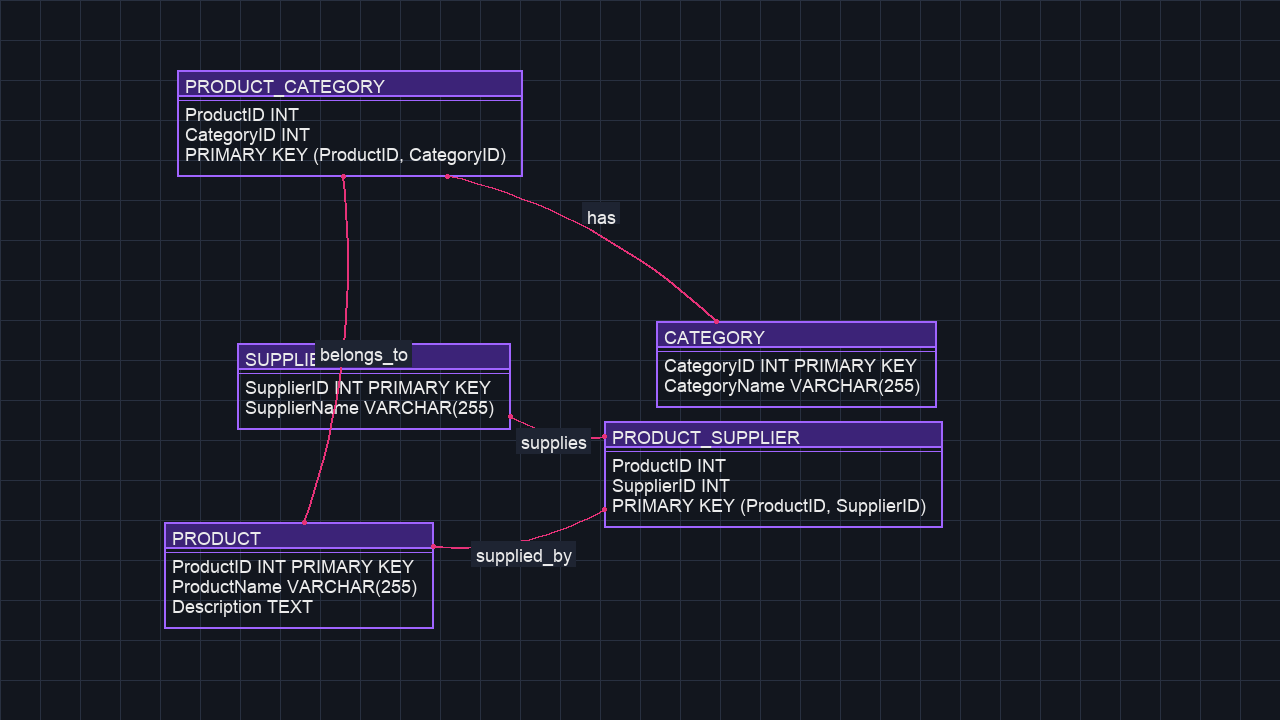 PRODUCT_CATEGORY
ProductID INT
CategoryID INT
PRIMARY KEY (ProductID, CategoryID)
has
CATEGORY
CategoryID INT PRIMARY KEY
CategoryName VARCHAR(255)
belongs_to
SupplierID INT PRIMARY KEY
SupplierName VARCHAR(255)
supplies
PRODUCT_SUPPLIER
ProductID INT
SupplierID INT
PRIMARY KEY (ProductID, SupplierID)
supplied_by
PRODUCT
ProductID INT PRIMARY KEY
ProductName VARCHAR(255)
Description TEXT